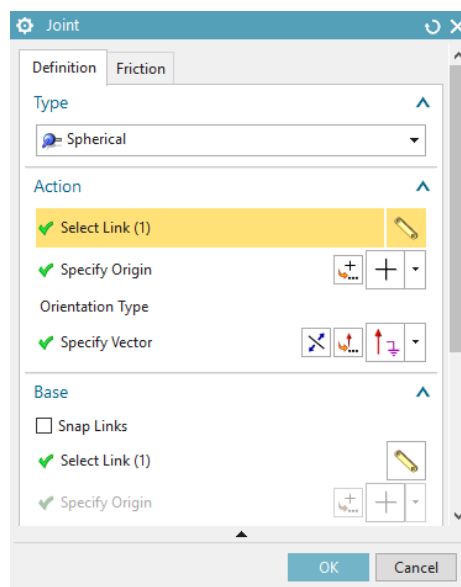 Joint
Definition Friction
Type
Spherical
Action
Select Link (1)
Specify Origin
Orientation Type
Specify Vector
Base
Snap Links
Select Link (1)
Specify Origin
OK Cancel